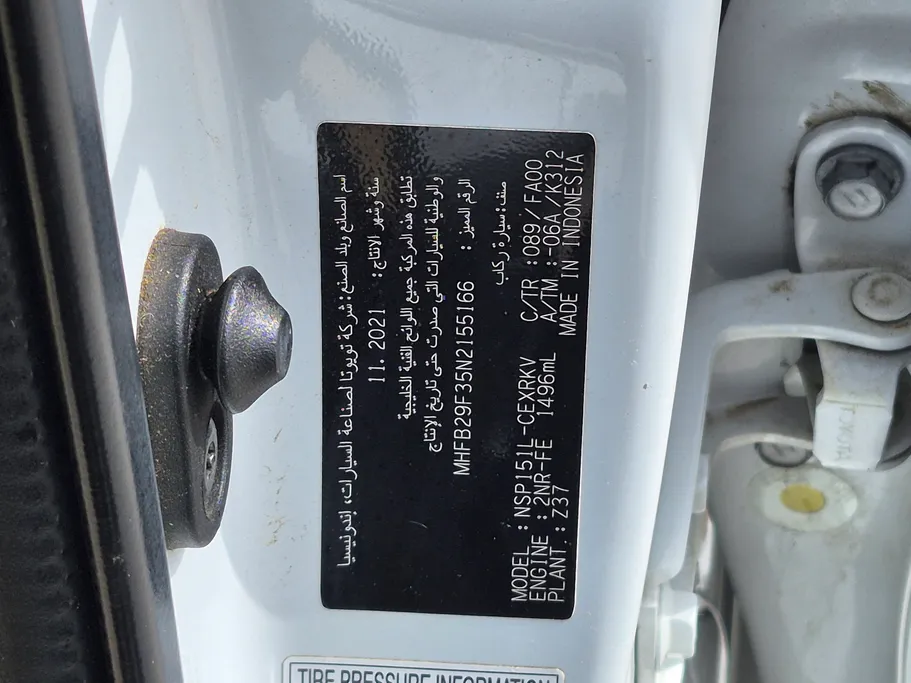 اسم الصانع وبلد الصنع: شركة تويوتا لصناعة السيارات، إندونيسيا
سنة وشهر الإنتاج: 11. 2021
تطابق هذه المركبة جميع اللوائح الفنية الخليجية
والوطنية للسيارات التي صدرت حتى تاريخ الإنتاج
الرقم المميز : MHFB29F35N2155166
صنف: سيارة ركاب
MODEL : NSP151L-CEXRKV C/TR :089/ FA00
ENGINE : 2NR-FE 1496mL A/TM :-06A/K312
PLANT : Z37 MADE IN INDONESIA
TIRE PRESSURE INFORMATION